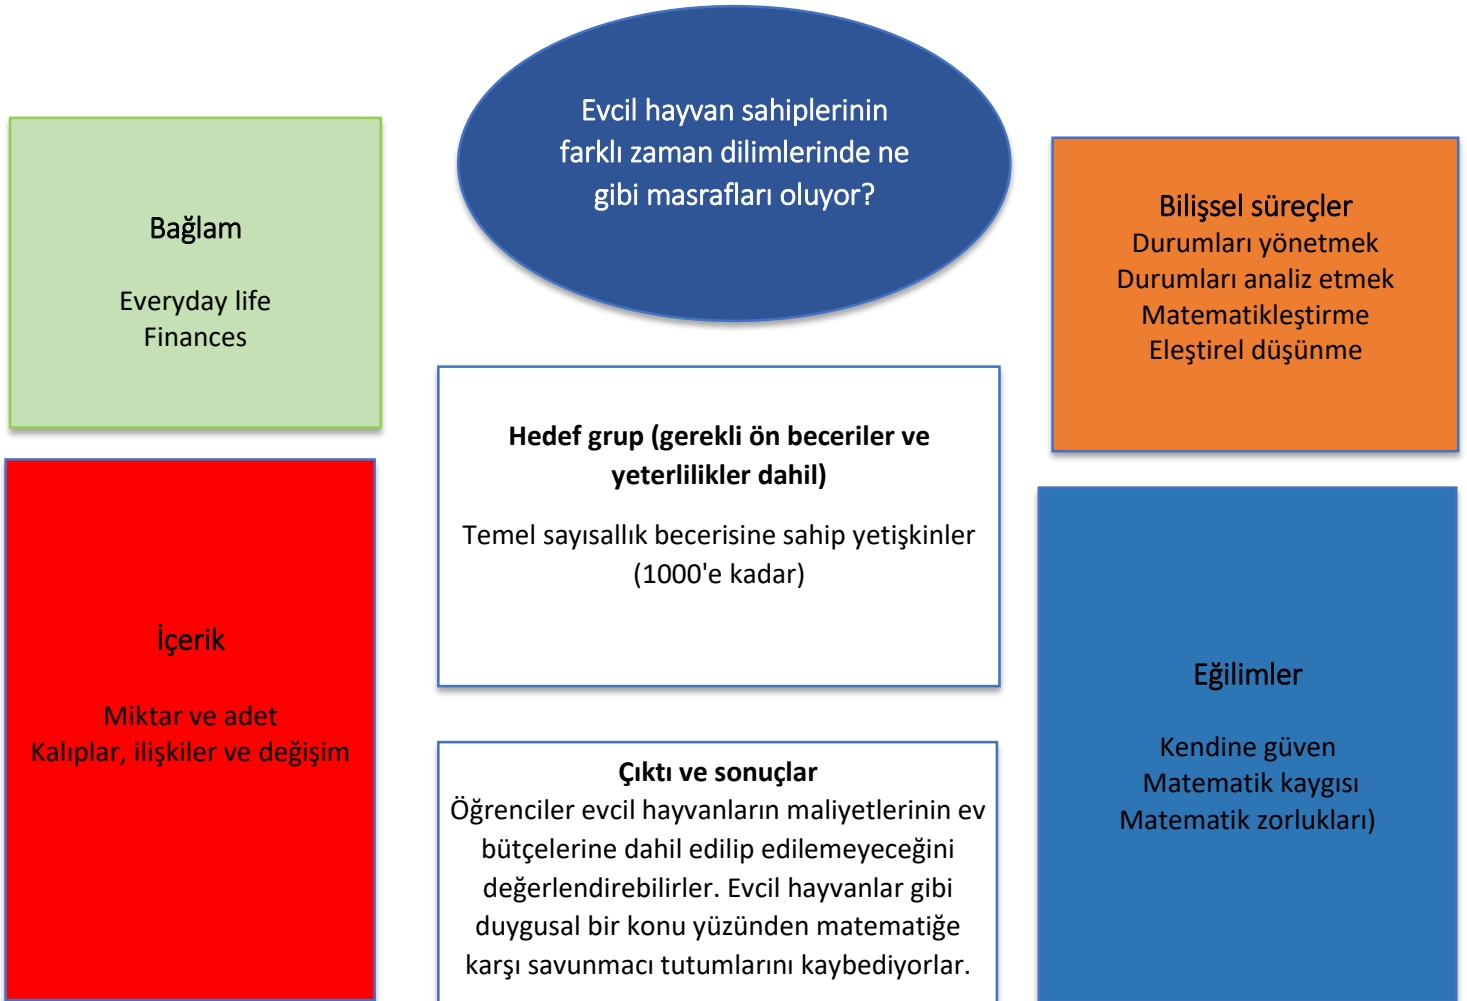 Evcil hayvan sahiplerinin
farklı zaman dilimlerinde ne
gibi masrafları oluyor?
Bağlam
Everyday life
Finances
Bilişsel süreçler
Durumları yönetmek
Durumları analiz etmek
Matematikleştirme
Eleştirel düşünme
Hedef grup (gerekli ön beceriler ve
yeterlilikler dahil)
Temel sayısallık becerisine sahip yetişkinler
(1000'e kadar)
İçerik
Miktar ve adet
Kalıplar, ilişkiler ve değişim
Eğilimler
Kendine güven
Matematik kaygısı
Matematik zorlukları)
Çıktı ve sonuçlar
Öğrenciler evcil hayvanların maliyetlerinin ev
bütçelerine dahil edilip edilemeyeceğini
değerlendirebilirler. Evcil hayvanlar gibi
duygusal bir konu yüzünden matematiğe
karşı savunmacı tutumlarını kaybediyorlar.